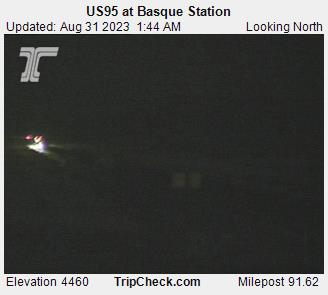 US95 at Basque Station
Updated: Aug 31 2023 1:44 AM Looking North
Elevation 4460 TripCheck.com Milepost 91.62